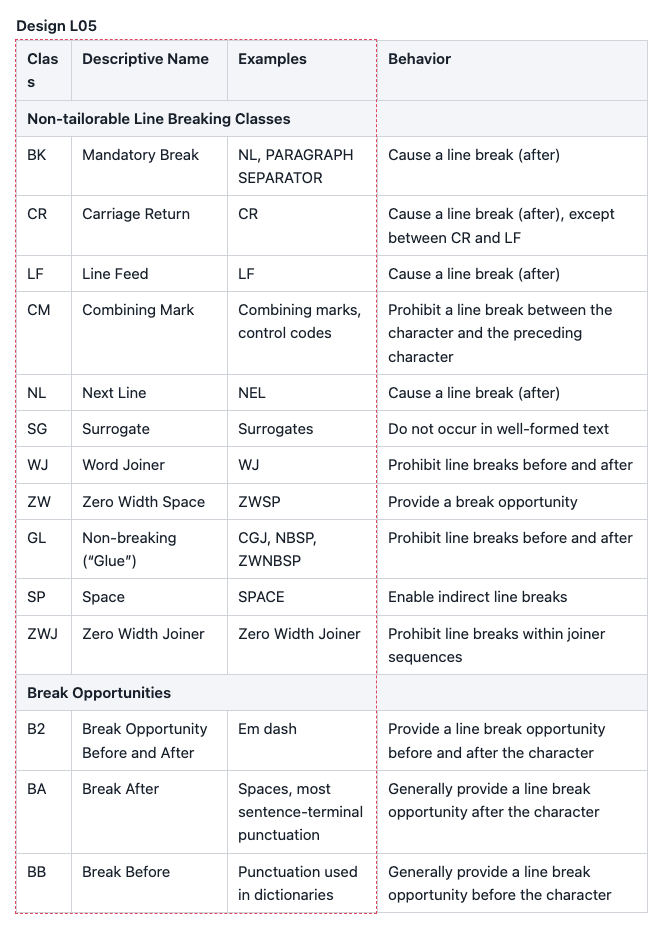 Design L05
Clas Descriptive Name Examples Behavior
s
Non-tailorable Line Breaking Classes
BK Mandatory Break NL, PARAGRAPH Cause a line break (after)
SEPARATOR
CR Carriage Return CR Cause a line break (after), except
between CR and LF
LF Line Feed LF Cause a line break (after)
CM Combining Mark Combining marks, Prohibit a line break between the
control codes character and the preceding
character
NL Next Line NEL Cause a line break (after)
SG Surrogate Surrogates Do not occur in well-formed text
WJ Word Joiner WJ Prohibit line breaks before and after
ZW Zero Width Space ZWSP Provide a break opportunity
GL Non-breaking CGJ, NBSP, Prohibit line breaks before and after
(“Glue”) ZWNBSP
SP Space SPACE Enable indirect line breaks
ZWJ Zero Width Joiner Zero Width Joiner Prohibit line breaks within joiner
sequences
Break Opportunities
B2 Break Opportunity Em dash Provide a line break opportunity
Before and After before and after the character
BA Break After Spaces, most Generally provide a line break
sentence-terminal opportunity after the character
punctuation
BB Break Before Punctuation used Generally provide a line break
in dictionaries opportunity before the character